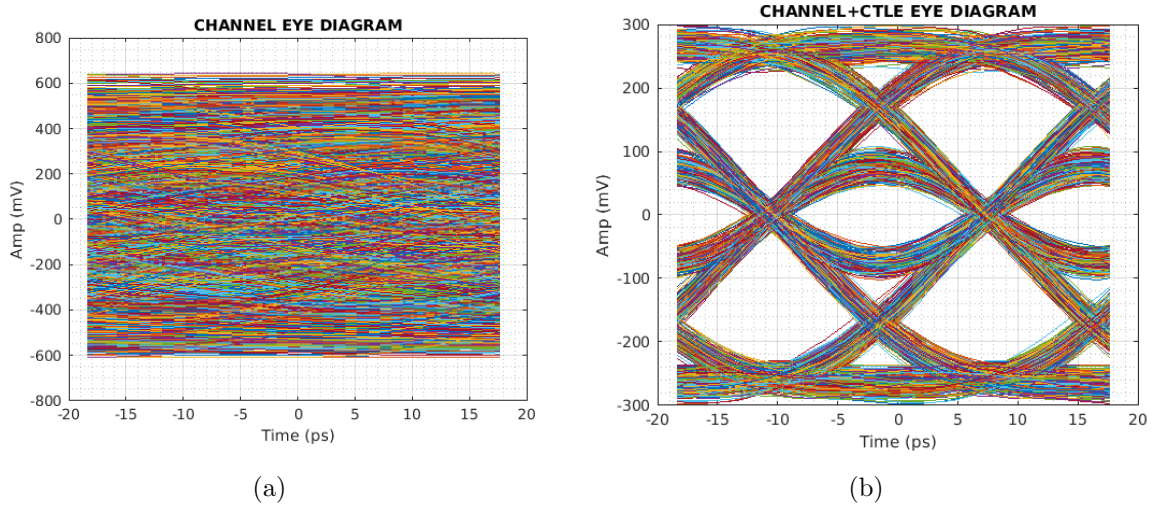 CHANNEL EYE DIAGRAM
800
600
400
200
0
-200
-400
-600
-800
Amp (mV)
-20 -15 -10 -5 0 5 10 15 20
Time (ps)
(a)
CHANNEL+CTLE EYE DIAGRAM
300
200
100
0
-100
-200
-300
Amp (mV)
-20 -15 -10 -5 0 5 10 15 20
Time (ps)
(b)